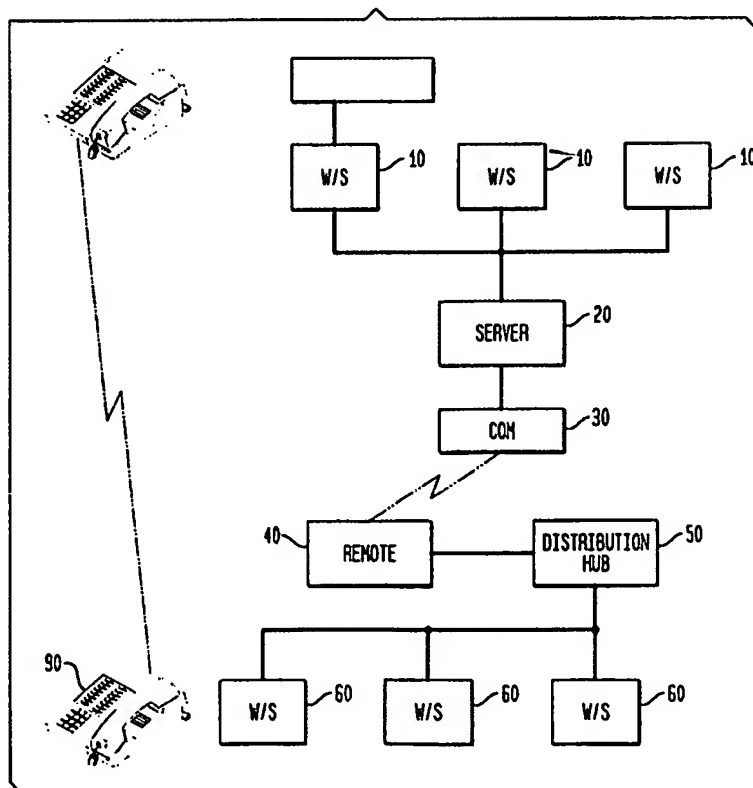 10
W/S
10
W/S
10
W/S
20
SERVER
30
COM
40
REMOTE
50
DISTRIBUTION
HUB
90
60
W/S
60
W/S
60
W/S